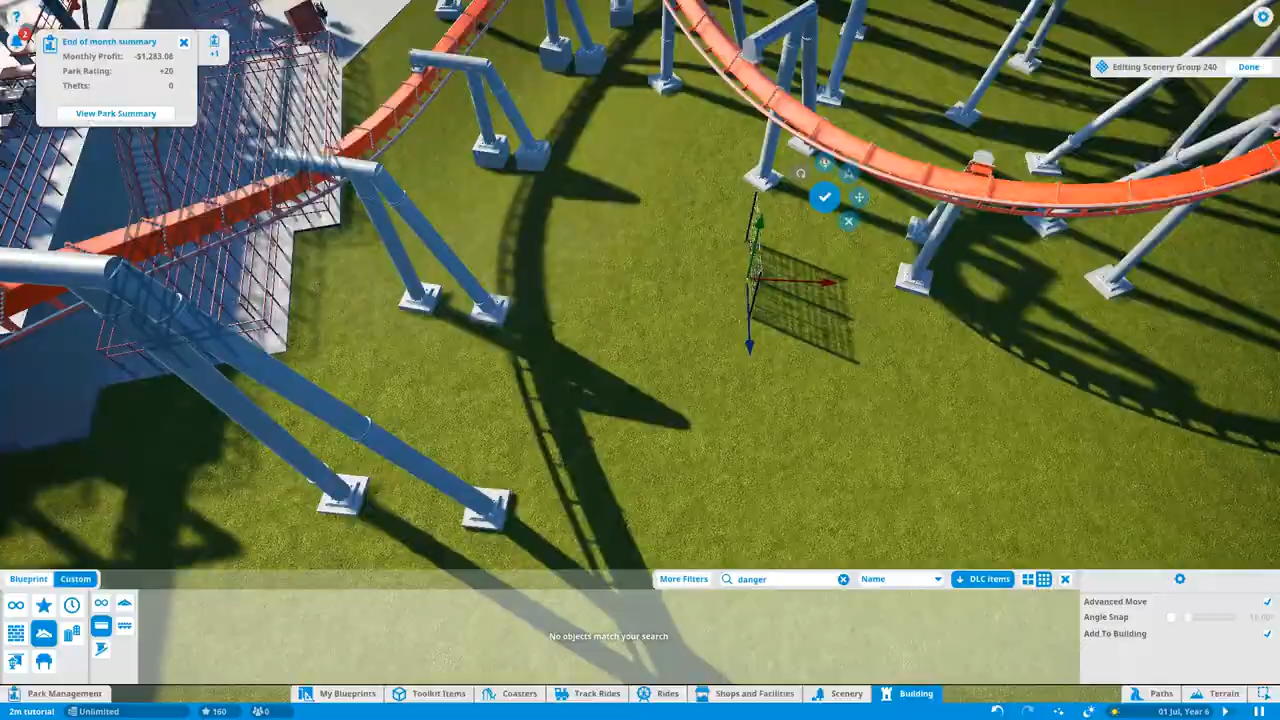 ?
2
End of month summary
Monthly Profit: -$1,283.08
Park Rating: +20
Thefts: 0
View Park Summary
+1
Editing Scenery Group 240
Done
Blueprint
Custom
More Filters
danger
Name
DLC items
No objects match your search
Advanced Move
Angle Snap
Add To Building
Park Management
My Blueprints
Toolkit Items
Coasters
Track Rides
Rides
Shops and Facilities
Scenery
Building
Paths
Terrain
2m tutorial
Unlimited
160
0
01 Jul, Year 6